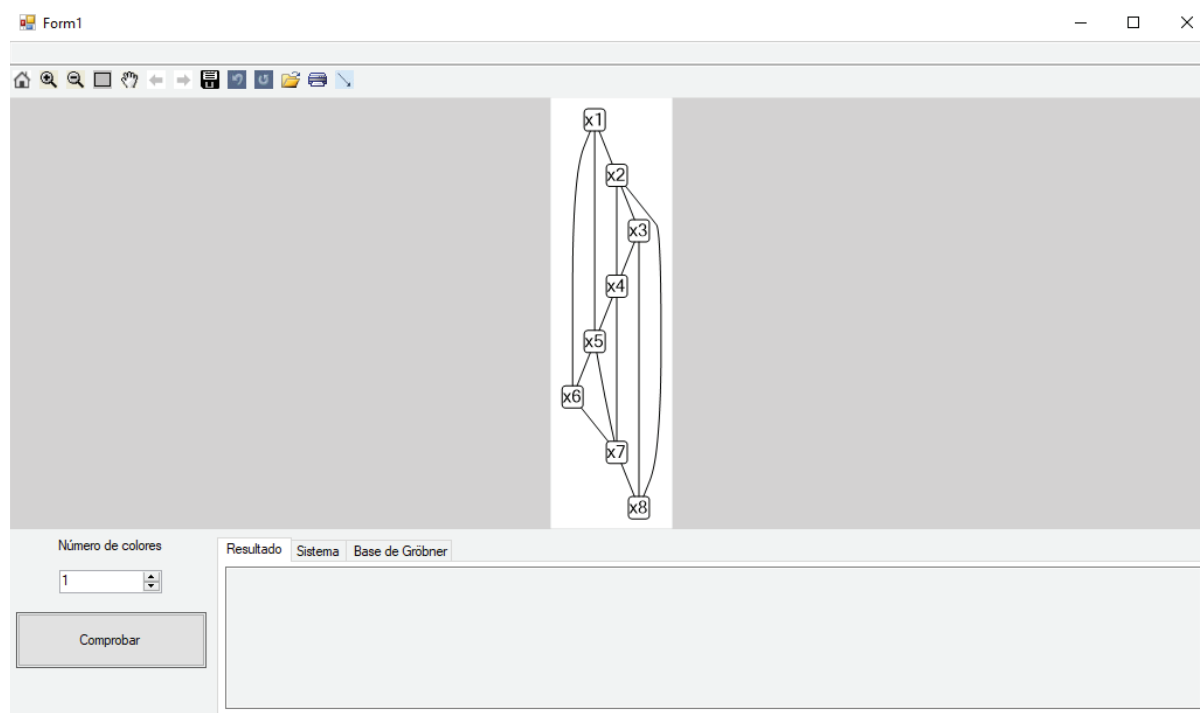 Form1
x1
x2
x3
x4
x5
x6
x7
x8
Número de colores
1
Comprobar
Resultado Sistema Base de Gröbner